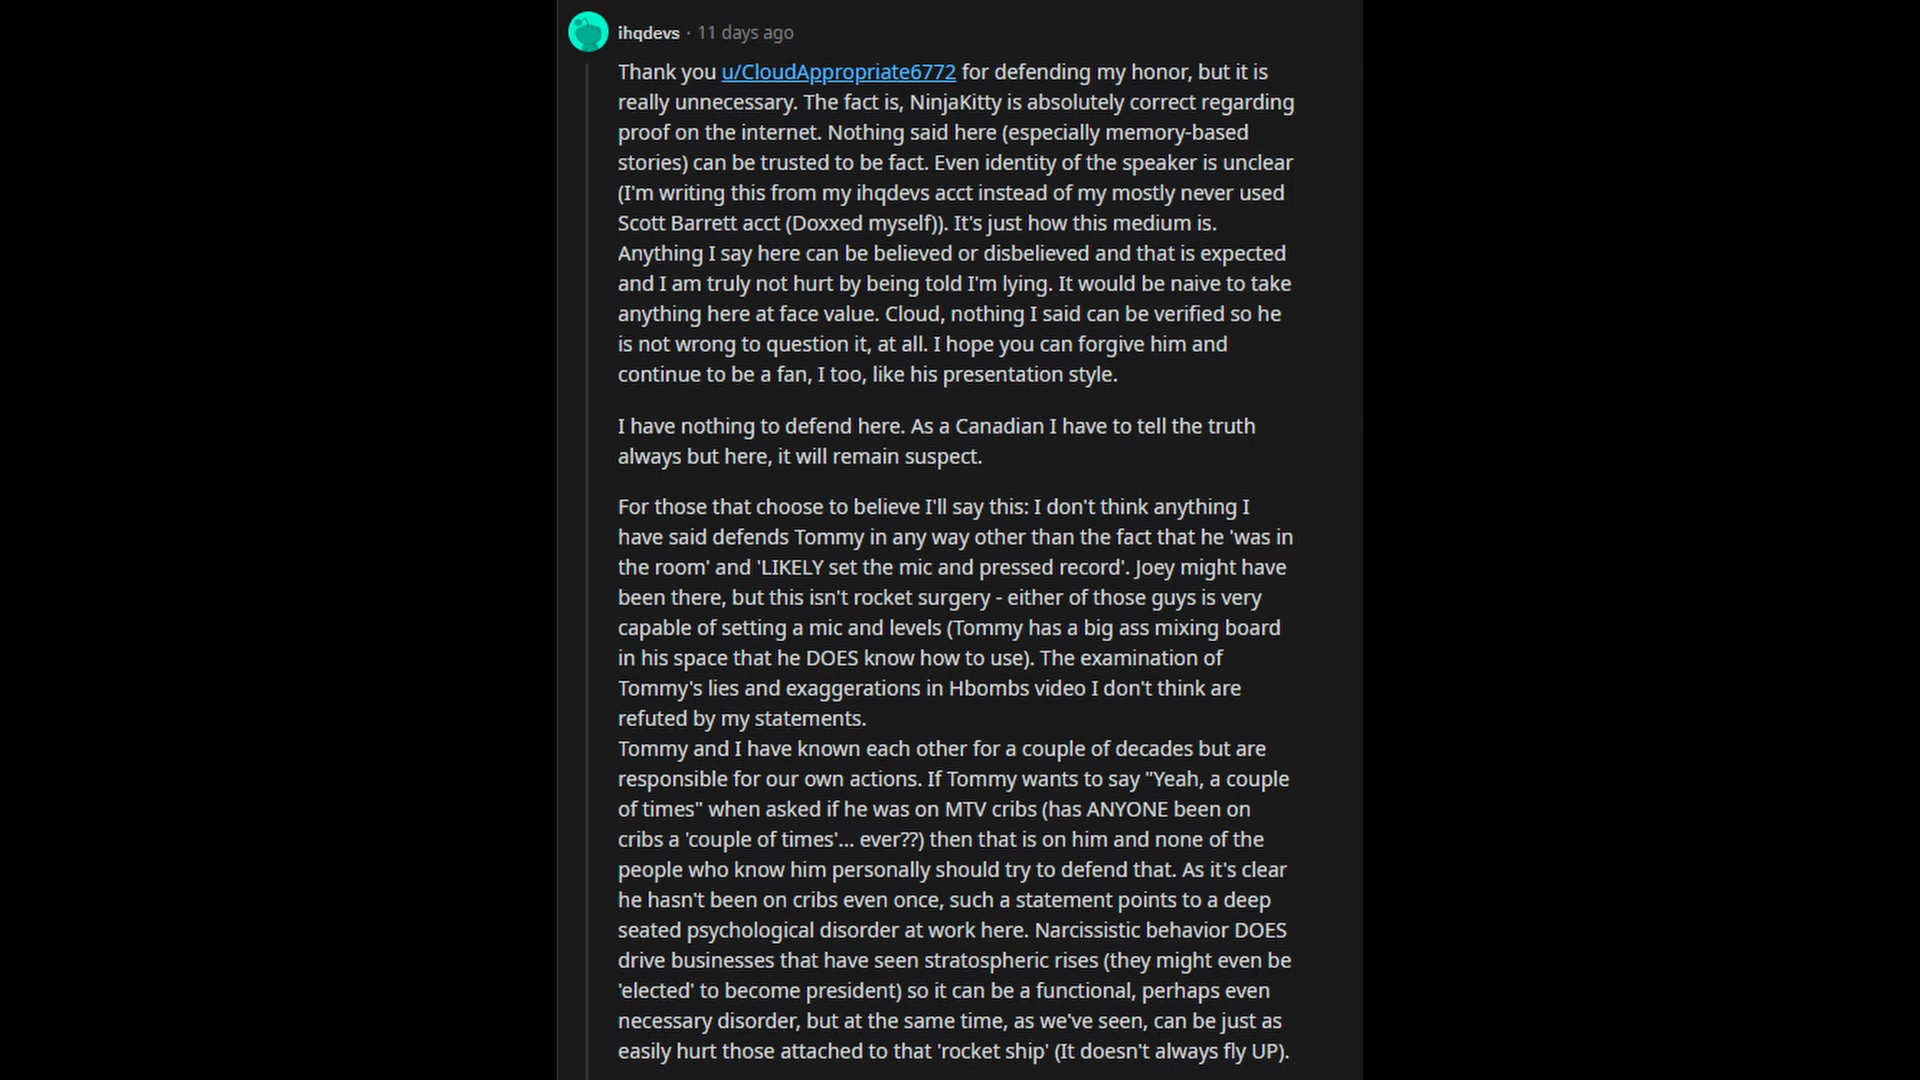 ihqdevs · 11 days ago
Thank you u/CloudAppropriate6772 for defending my honor, but it is
really unnecessary. The fact is, NinjaKitty is absolutely correct regarding
proof on the internet. Nothing said here (especially memory-based
stories) can be trusted to be fact. Even identity of the speaker is unclear
(I'm writing this from my ihqdevs acct instead of my mostly never used
Scott Barrett acct (Doxxed myself)). It's just how this medium is.
Anything I say here can be believed or disbelieved and that is expected
and I am truly not hurt by being told I'm lying. It would be naive to take
anything here at face value. Cloud, nothing I said can be verified so he
is not wrong to question it, at all. I hope you can forgive him and
continue to be a fan, I too, like his presentation style.
I have nothing to defend here. As a Canadian I have to tell the truth
always but here, it will remain suspect.
For those that choose to believe I'll say this: I don't think anything I
have said defends Tommy in any way other than the fact that he 'was in
the room' and 'LIKELY set the mic and pressed record'. Joey might have
been there, but this isn't rocket surgery - either of those guys is very
capable of setting a mic and levels (Tommy has a big ass mixing board
in his space that he DOES know how to use). The examination of
Tommy's lies and exaggerations in Hbombs video I don't think are
refuted by my statements.
Tommy and I have known each other for a couple of decades but are
responsible for our own actions. If Tommy wants to say "Yeah, a couple
of times" when asked if he was on MTV cribs (has ANYONE been on
cribs a 'couple of times'... ever??) then that is on him and none of the
people who know him personally should try to defend that. As it's clear
he hasn't been on cribs even once, such a statement points to a deep
seated psychological disorder at work here. Narcissistic behavior DOES
drive businesses that have seen stratospheric rises (they might even be
'elected' to become president) so it can be a functional, perhaps even
necessary disorder, but at the same time, as we've seen, can be just as
easily hurt those attached to that 'rocket ship' (It doesn't always fly UP).